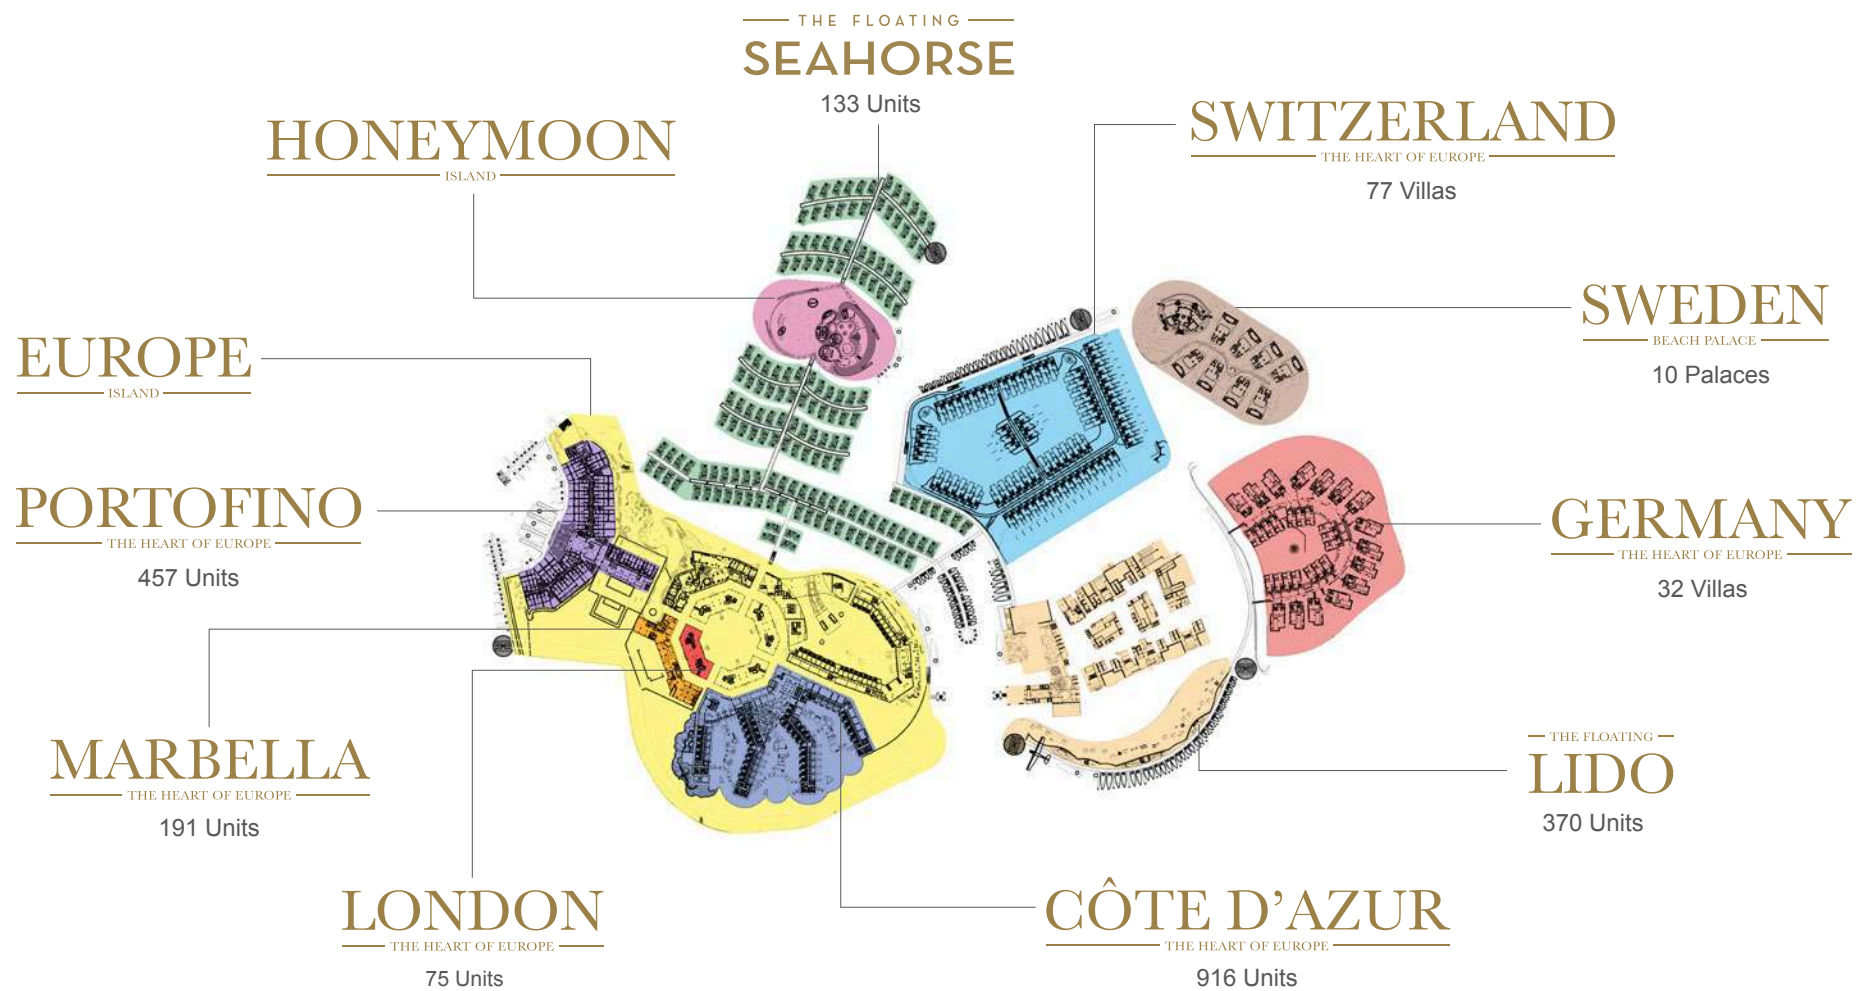 THE FLOATING
SEAHORSE
133 Units
HONEYMOON
ISLAND
SWITZERLAND
THE HEART OF EUROPE
77 Villas
SWEDEN
BEACH PALACE
10 Palaces
EUROPE
ISLAND
PORTOFINO
THE HEART OF EUROPE
457 Units
GERMANY
THE HEART OF EUROPE
32 Villas
MARBELLA
THE HEART OF EUROPE
191 Units
THE FLOATING
LIDO
370 Units
LONDON
THE HEART OF EUROPE
75 Units
CÔTE D’AZUR
THE HEART OF EUROPE
916 Units